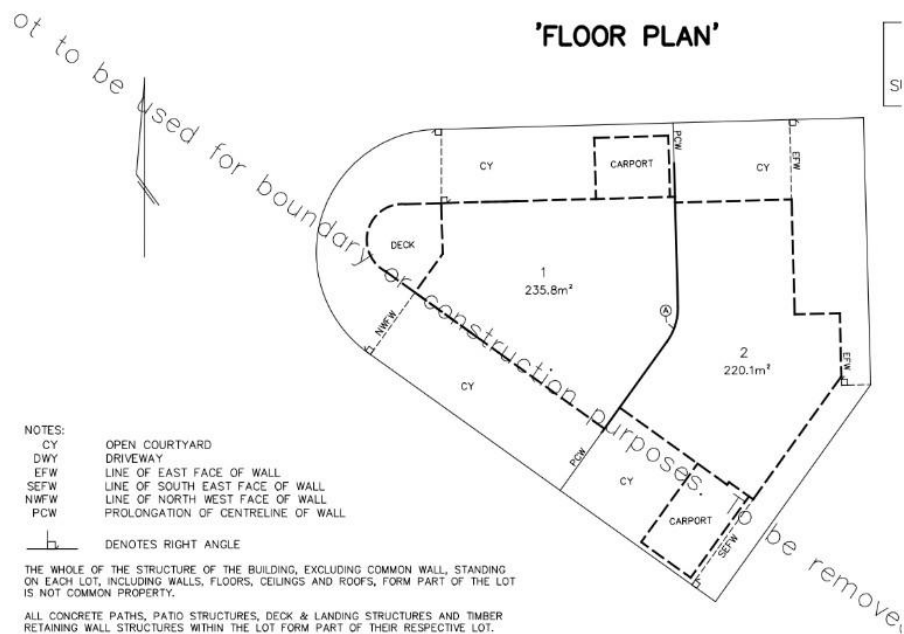 'FLOOR PLAN'
ot to be used for boundary or construction purposes. To be removed
CY
CARPORT
PCW
CY
EFW
DECK
1
235.8m²
NWFW
A
2
220.1m²
EFW
CY
PCW
CY
CARPORT
SEFW
NOTES:
CY OPEN COURTYARD
DWY DRIVEWAY
EFW LINE OF EAST FACE OF WALL
SEFW LINE OF SOUTH EAST FACE OF WALL
NWFW LINE OF NORTH WEST FACE OF WALL
PCW PROLONGATION OF CENTRELINE OF WALL
DENOTES RIGHT ANGLE
THE WHOLE OF THE STRUCTURE OF THE BUILDING, EXCLUDING COMMON WALL, STANDING
ON EACH LOT, INCLUDING WALLS, FLOORS, CEILINGS AND ROOFS, FORM PART OF THE LOT
IS NOT COMMON PROPERTY.
ALL CONCRETE PATHS, PATIO STRUCTURES, DECK & LANDING STRUCTURES AND TIMBER
RETAINING WALL STRUCTURES WITHIN THE LOT FORM PART OF THEIR RESPECTIVE LOT.